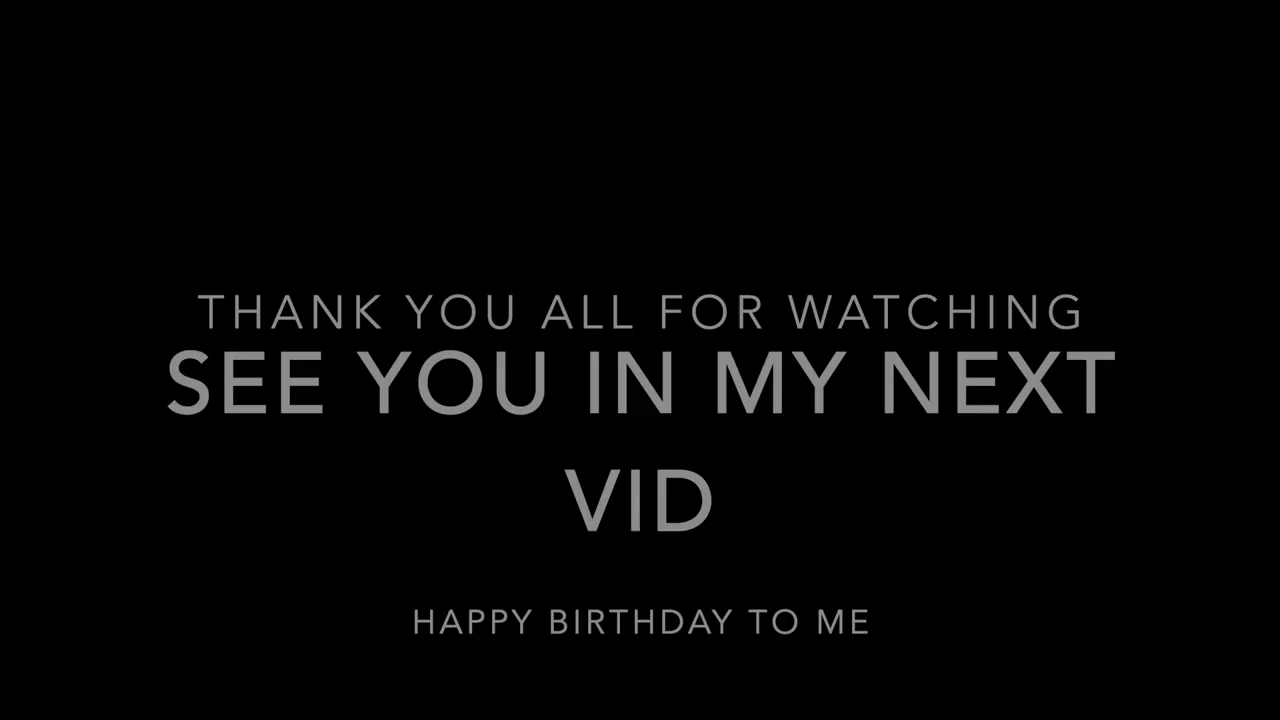 THANK YOU ALL FOR WATCHING
SEE YOU IN MY NEXT
VID
HAPPY BIRTHDAY TO ME